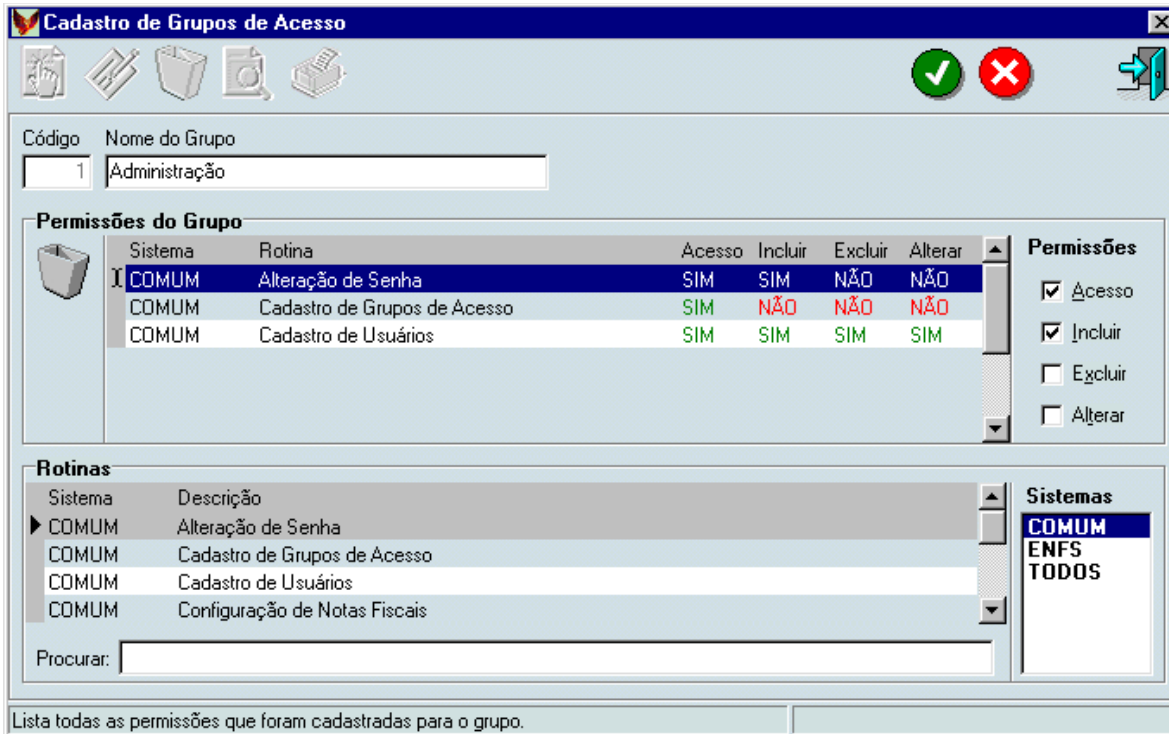 Cadastro de Grupos de Acesso
Código Nome do Grupo
1 Administração
Permissões do Grupo
Sistema Rotina Acesso Incluir Excluir Alterar
COMUM Alteração de Senha SIM SIM NÃO NÃO
COMUM Cadastro de Grupos de Acesso SIM NÃO NÃO NÃO
COMUM Cadastro de Usuários SIM SIM SIM SIM
Permissões
Acesso
Incluir
Excluir
Alterar
Rotinas
Sistema Descrição
COMUM Alteração de Senha
COMUM Cadastro de Grupos de Acesso
COMUM Cadastro de Usuários
COMUM Configuração de Notas Fiscais
Procurar:
Sistemas
COMUM
ENFS
TODOS
Lista todas as permissões que foram cadastradas para o grupo.